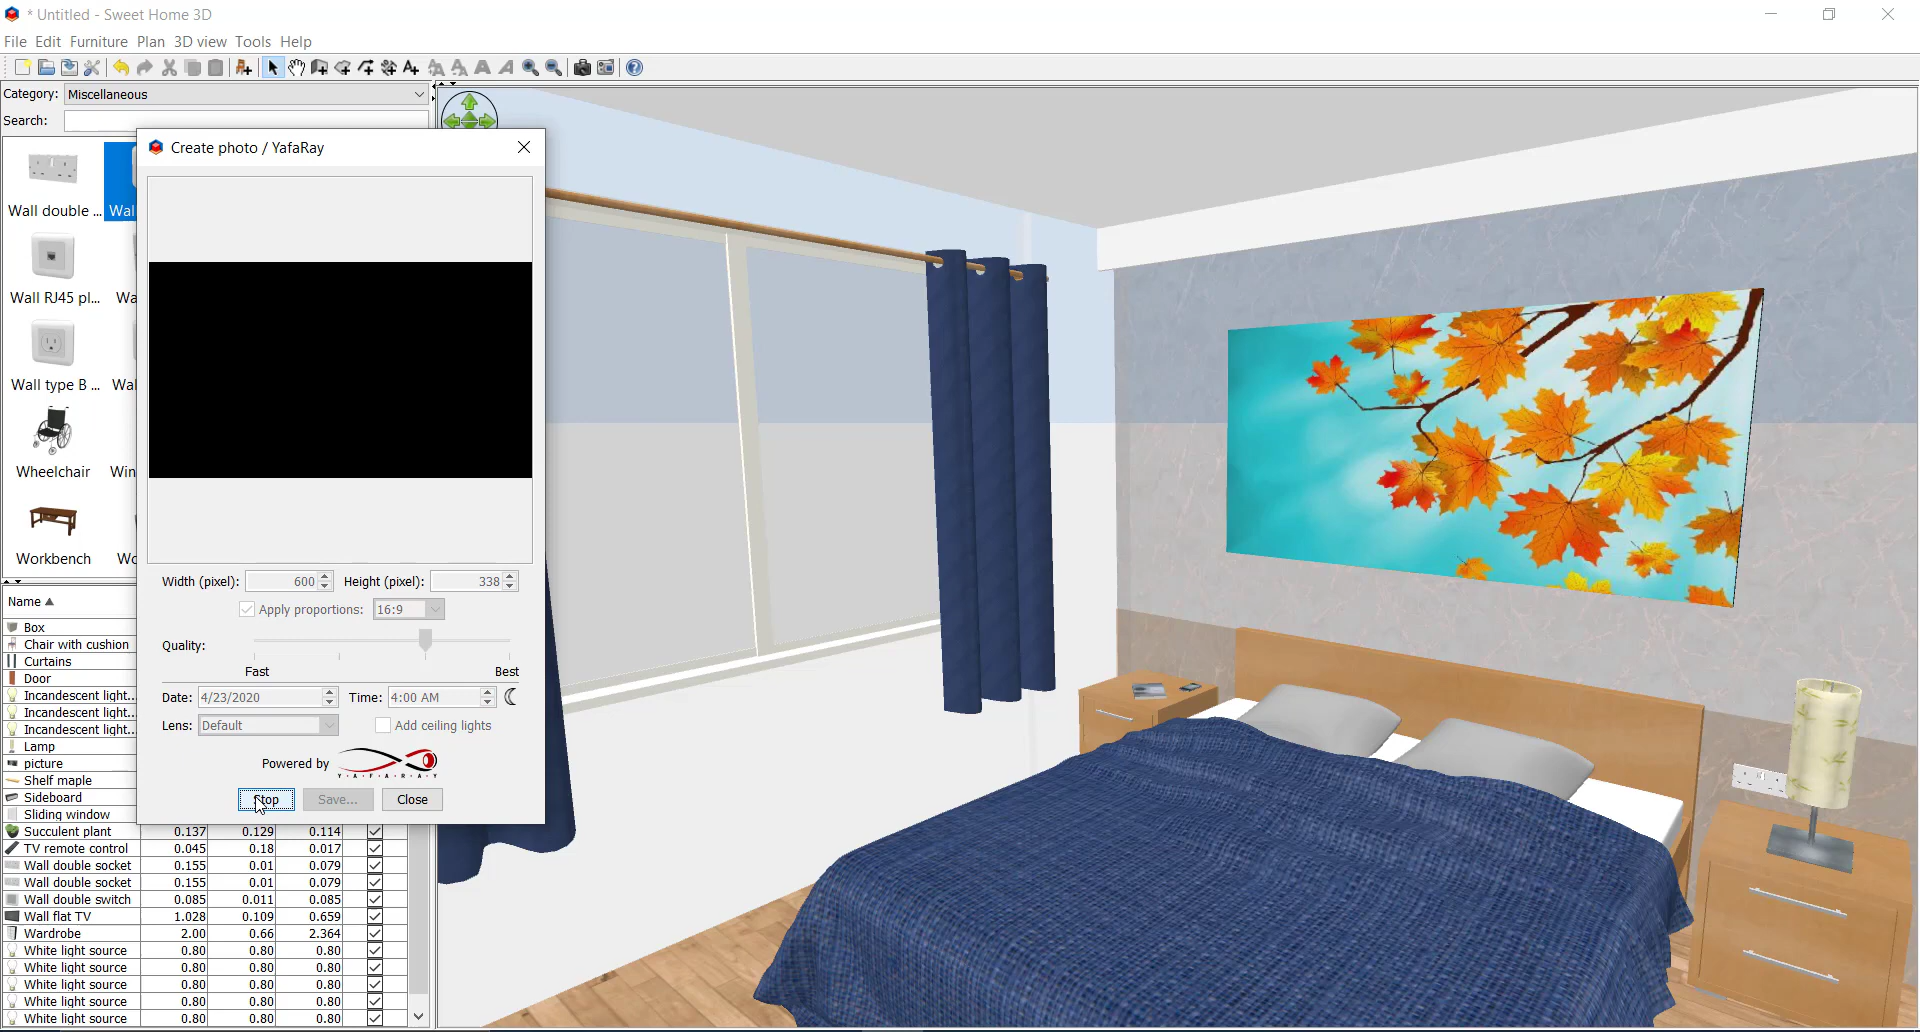 * Untitled - Sweet Home 3D
File Edit Furniture Plan 3D view Tools Help
Category: Miscellaneous
Search:
Create photo / YafaRay
Wall double ...
Wal
Wall RJ45 pl...
Wa
Wall type B ...
Wal
Wheelchair
Win
Workbench
Wo
Width (pixel): 600 Height (pixel): 338
Apply proportions: 16:9
Quality:
Fast Best
Date: 4/23/2020 Time: 4:00 AM
Lens: Default Add ceiling lights
Powered by YAFARAY
Stop Save... Close
Name
Box
Chair with cushion
Curtains
Door
Incandescent light...
Incandescent light...
Incandescent light...
Lamp
picture
Shelf maple
Sideboard
Sliding window
Succulent plant 0.137 0.129 0.114
TV remote control 0.045 0.18 0.017
Wall double socket 0.155 0.01 0.079
Wall double socket 0.155 0.01 0.079
Wall double switch 0.085 0.011 0.085
Wall flat TV 1.028 0.109 0.659
Wardrobe 2.00 0.66 2.364
White light source 0.80 0.80 0.80
White light source 0.80 0.80 0.80
White light source 0.80 0.80 0.80
White light source 0.80 0.80 0.80
White light source 0.80 0.80 0.80